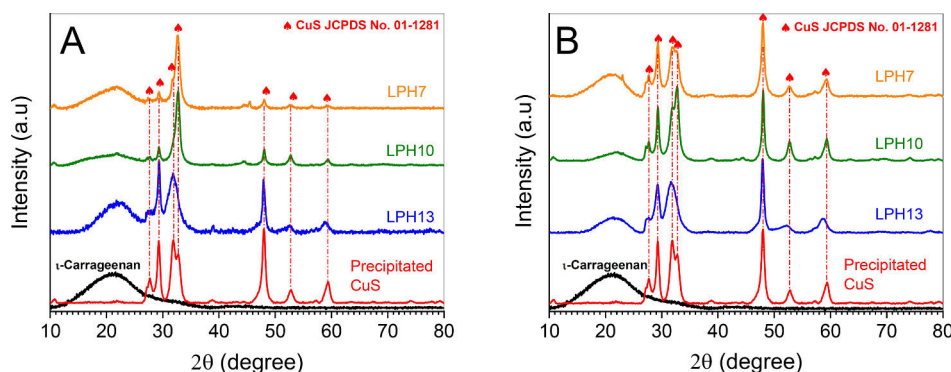 A
♠ CuS JCPDS No. 01-1281
LPH7
LPH10
LPH13
ι-Carrageenan
Precipitated
CuS
Intensity (a.u)
10 20 30 40 50 60 70 80
2θ (degree)
B
♠ CuS JCPDS No. 01-1281
LPH7
LPH10
LPH13
ι-Carrageenan
Precipitated
CuS
Intensity (a.u)
10 20 30 40 50 60 70 80
2θ (degree)